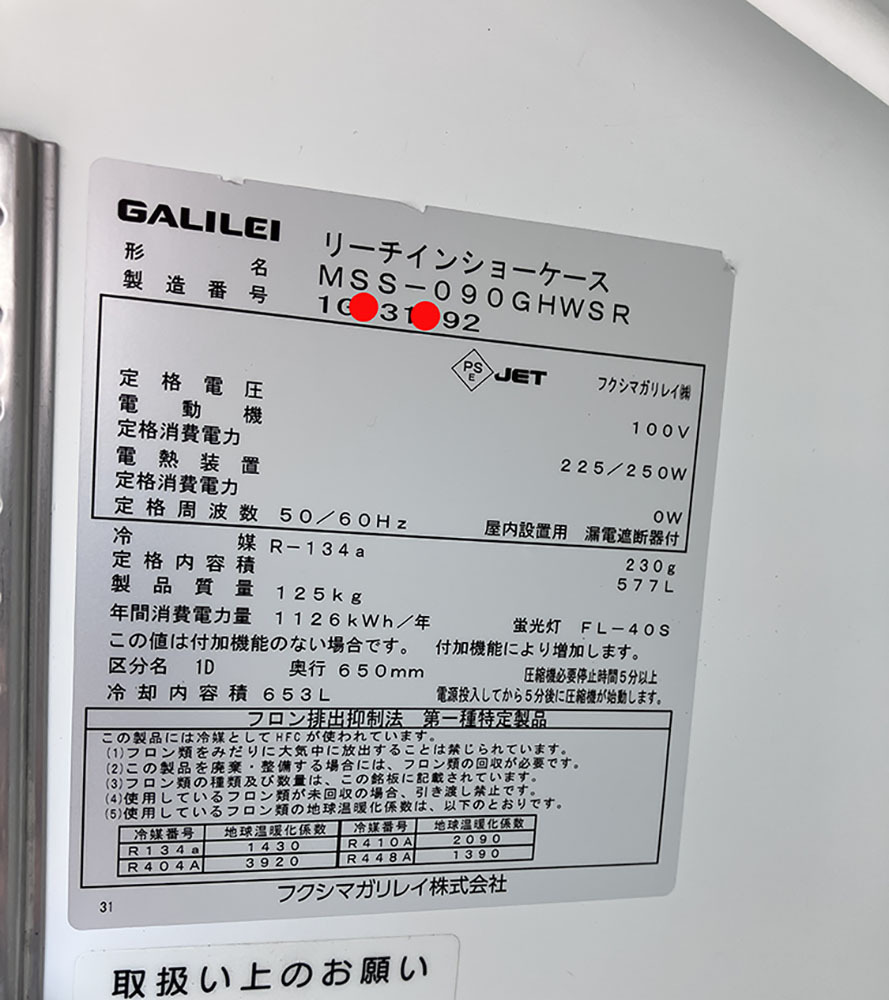 GALILEI リーチインショーケース
形名 MSS-090GHWSR
製造番号 31 92
PS E JET フクシマガリレイ㈱
定格電圧 100V
電動機
定格消費電力 225/250W
電熱装置
定格消費電力 0W
定格周波数 50/60Hz 屋内設置用 漏電遮断器付
冷媒 R-134a 230g
定格内容積 577L
製品質量 125kg
年間消費電力量 1126kWh/年 蛍光灯 FL-40S
この値は付加機能のない場合です。 付加機能により増加します。
区分名 1D 奥行 650mm 圧縮機必要停止時間5分以上
冷却内容積 653L 電源投入してから5分後に圧縮機が始動します。
フロン排出抑制法 第一種特定製品
この製品には冷媒としてHFCが使われています。
(1)フロン類をみだりに大気中に放出することは禁じられています。
(2)この製品を廃棄・整備する場合には、フロン類の回収が必要です。
(3)フロン類の種類及び数量は、この銘板に記載されています。
(4)使用しているフロン類が未回収の場合、引き渡し禁止です。
(5)使用しているフロン類の地球温暖化係数は、以下のとおりです。
冷媒番号 地球温暖化係数 冷媒番号 地球温暖化係数
R134a 1430 R410A 2090
R404A 3920 R448A 1390
フクシマガリレイ株式会社
31
取扱い上のお願い